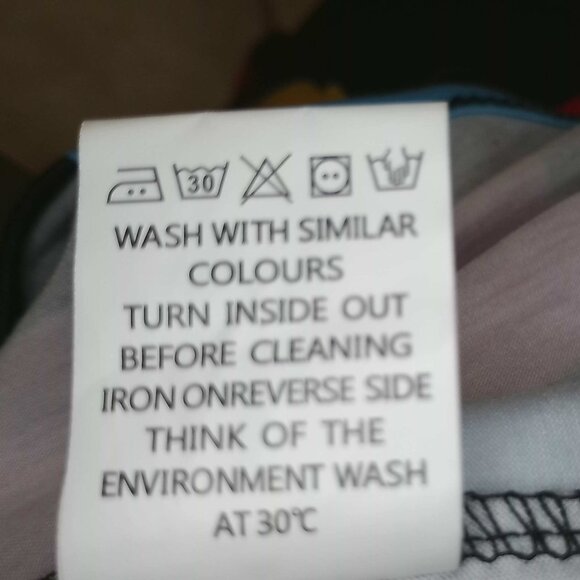 30
WASH WITH SIMILAR
COLOURS
TURN INSIDE OUT
BEFORE CLEANING
IRON ONREVERSE SIDE
THINK OF THE
ENVIRONMENT WASH
AT 30℃